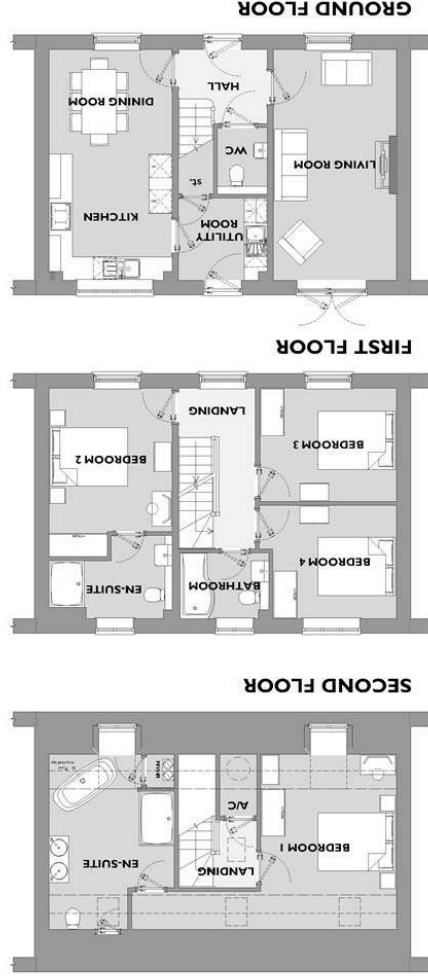 SECOND FLOOR
BEDROOM 1
LANDING
A/C
EN-SUITE
MVHR
FIRST FLOOR
BEDROOM 4
BATHROOM
EN-SUITE
BEDROOM 3
LANDING
BEDROOM 2
GROUND FLOOR
LIVING ROOM
UTILITY
ROOM
KITCHEN
WC
st.
HALL
DINING ROOM